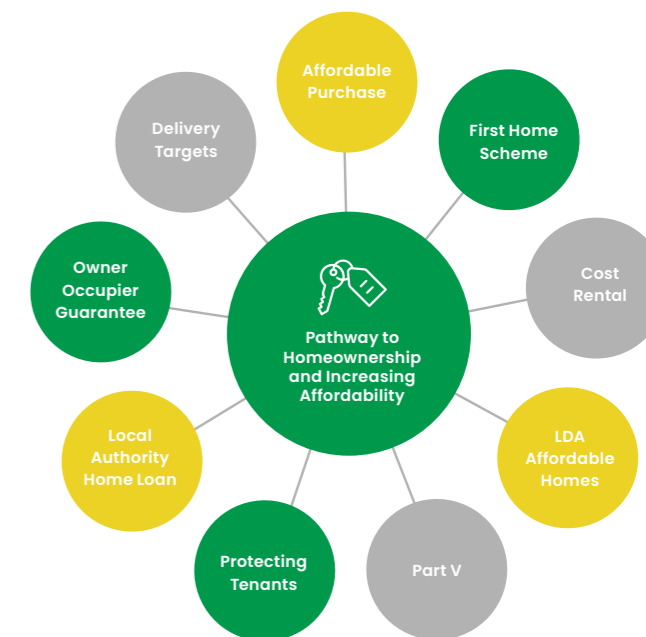 Affordable
Purchase
First Home
Scheme
Cost
Rental
LDA
Affordable
Homes
Part V
Protecting
Tenants
Local
Authority
Home Loan
Owner
Occupier
Guarantee
Delivery
Targets
Pathway to
Homeownership
and Increasing
Affordability